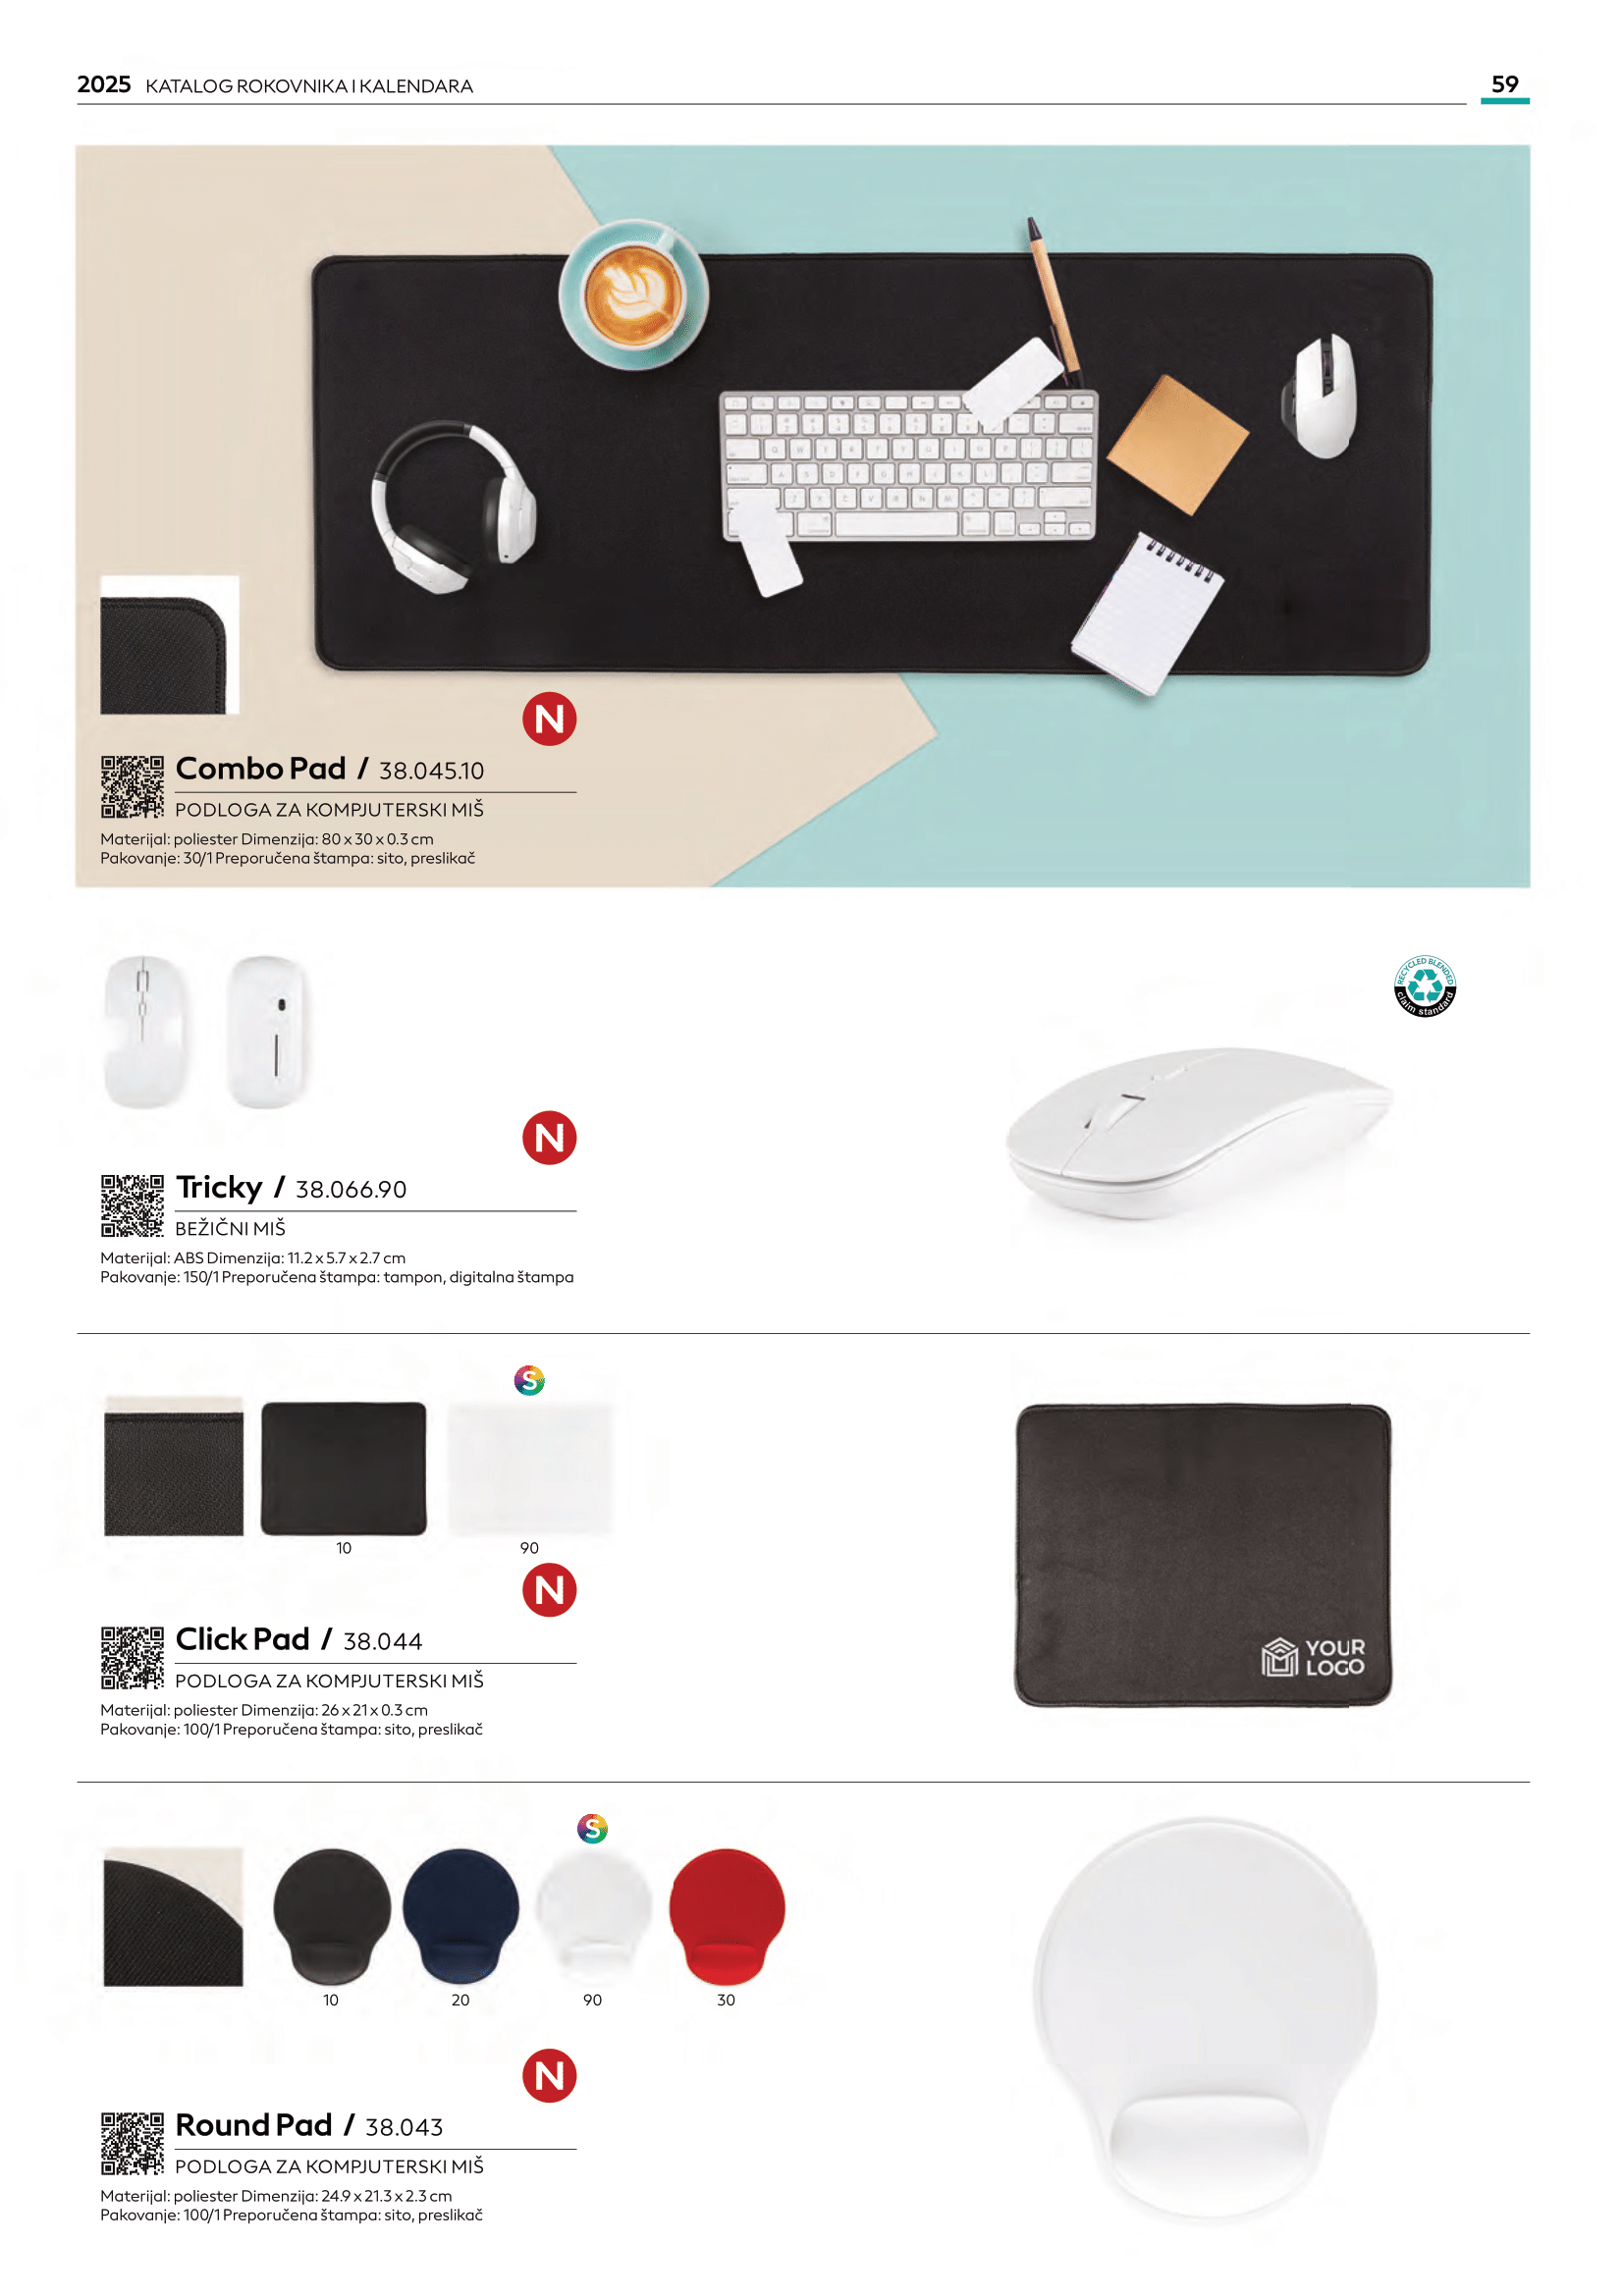 2025 KATALOG ROKOVNIKA I KALENDARA
59
N
Combo Pad / 38.045.10
PODLOGA ZA KOMPJUTERSKI MIŠ
Materijal: poliester Dimenzija: 80 x 30 x 0.3 cm
Pakovanje: 30/1 Preporučena štampa: sito, preslikač
RECYCLED BLENDED
claim standard
N
Tricky / 38.066.90
BEŽIČNI MIŠ
Materijal: ABS Dimenzija: 11.2 x 5.7 x 2.7 cm
Pakovanje: 150/1 Preporučena štampa: tampon, digitalna štampa
S
10
90
N
Click Pad / 38.044
PODLOGA ZA KOMPJUTERSKI MIŠ
Materijal: poliester Dimenzija: 26 x 21 x 0.3 cm
Pakovanje: 100/1 Preporučena štampa: sito, preslikač
YOUR
LOGO
S
10
20
90
30
N
Round Pad / 38.043
PODLOGA ZA KOMPJUTERSKI MIŠ
Materijal: poliester Dimenzija: 24.9 x 21.3 x 2.3 cm
Pakovanje: 100/1 Preporučena štampa: sito, preslikač